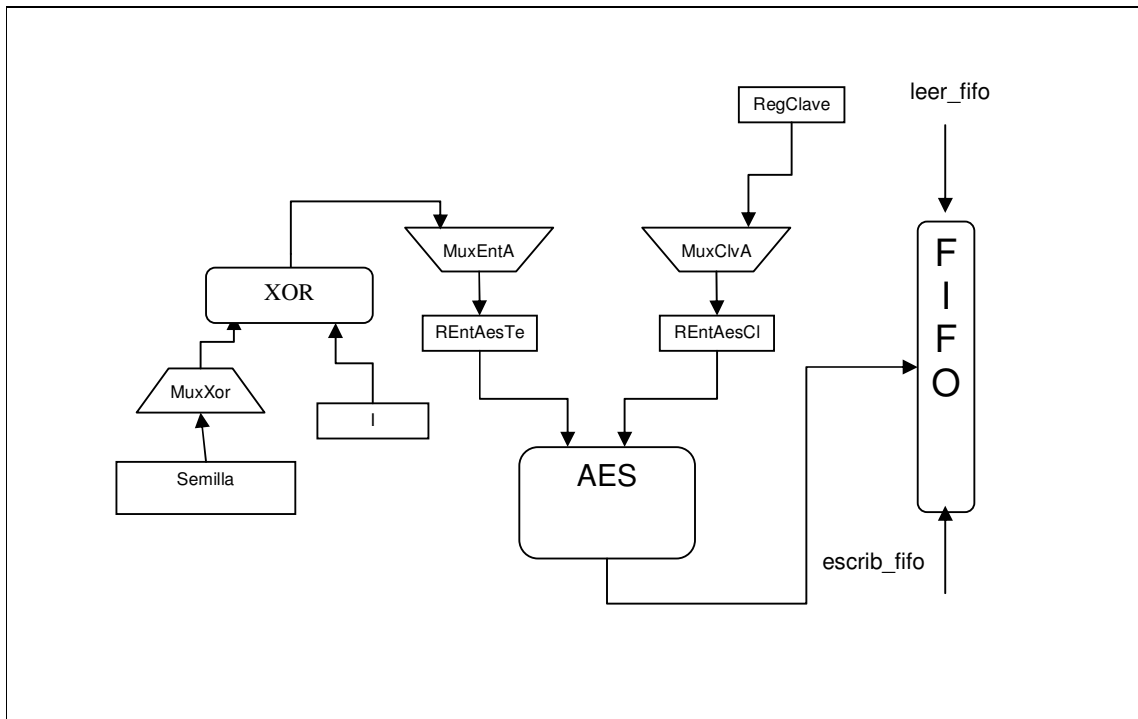 leer_fifo
RegClave
MuxEntA
MuxClvA
XOR
REntAesTe
REntAesCl
MuxXor
I
Semilla
AES
F
I
F
O
escrib_fifo